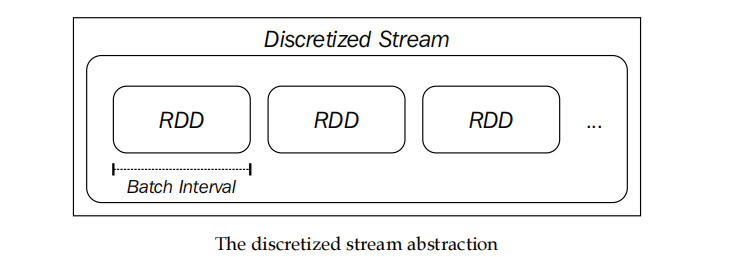 Discretized Stream
RDD RDD RDD ...
Batch Interval
The discretized stream abstraction